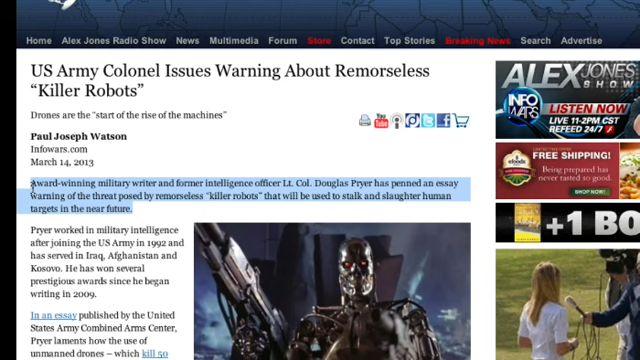 Home Alex Jones Radio Show News Multimedia Forum Store Contact Top Stories Breaking News Search Advertise
US Army Colonel Issues Warning About Remorseless
“Killer Robots”
Drones are the “start of the rise of the machines”
You
Tube
Paul Joseph Watson
Infowars.com
March 14, 2013
Award-winning military writer and former intelligence officer Lt. Col. Douglas Pryer has penned an essay
warning of the threat posed by remorseless “killer robots” that will be used to stalk and slaughter human
targets in the near future.
Pryer worked in military intelligence
after joining the US Army in 1992 and
has served in Iraq, Afghanistan and
Kosovo. He has won several
prestigious awards since he began
writing in 2009.
In an essay published by the United
States Army Combined Arms Center,
Pryer laments how the use of
unmanned drones – which kill 50
ALEX JONES
SHOW
INFO
WARS
LISTEN NOW
LIVE 11-2PM CST
REFEED 24/7
efoods
FREE SHIPPING!
Being prepared has
never tasted so good.
SHOP NOW
+1 BO